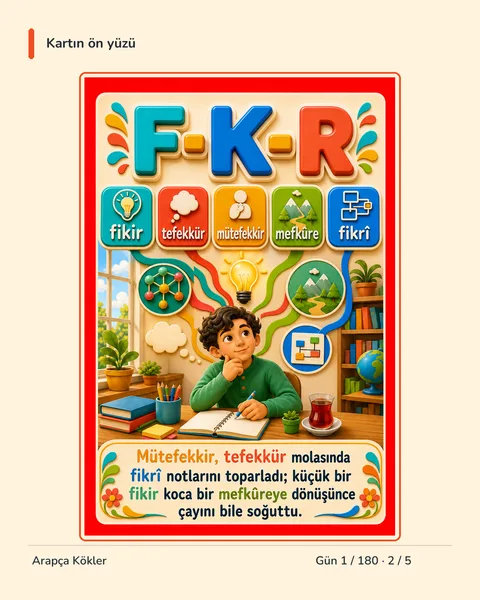 Kartın ön yüzü
F-K-R
fikir
tefekkür
mütefekkir
mefkûre
fikrî
Mütefekkir, tefekkür molasında
fikrî notlarını toparladı; küçük bir
fikir koca bir mefkûreye dönüşünce
çayını bile soğuttu.
Arapça Kökler
Gün 1 / 180 · 2 / 5